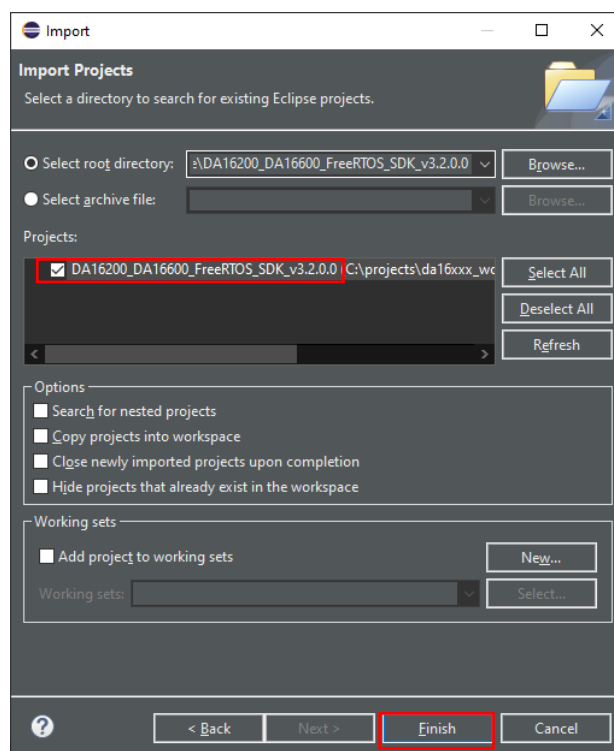 Import
Import Projects
Select a directory to search for existing Eclipse projects.
Select root directory: :\DA16200_DA16600_FreeRTOS_SDK_v3.2.0.0 Browse...
Select archive file: Browse...
Projects:
DA16200_DA16600_FreeRTOS_SDK_v3.2.0.0 (C:\projects\da16xxx_wo Select All
Deselect All
Refresh
Options
Search for nested projects
Copy projects into workspace
Close newly imported projects upon completion
Hide projects that already exist in the workspace
Working sets
Add project to working sets New...
Working sets: Select...
? < Back Next > Finish Cancel